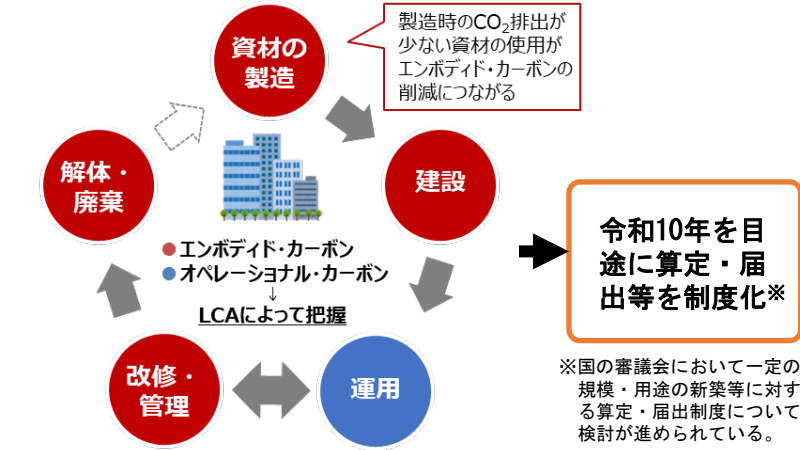 資材の
製造
製造時のCO₂排出が
少ない資材の使用が
エンボディド・カーボンの
削減につながる
解体・
廃棄
建設
エンボディド・カーボン
オペレーショナル・カーボン
↓
LCAによって把握
改修・
管理
運用
令和10年を目
途に算定・届
出等を制度化※
※国の審議会において一定の
規模・用途の新築等に対す
る算定・届出制度について
検討が進められている。